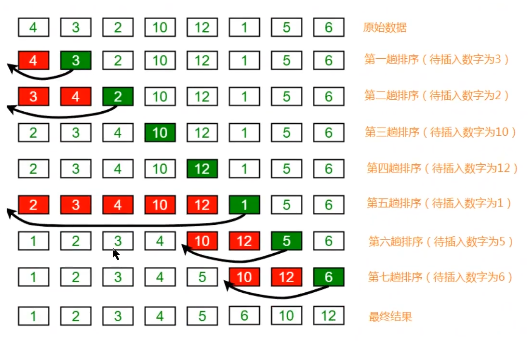 4 3 2 10 12 1 5 6 原始数据
4 3 2 10 12 1 5 6 第一趟排序（待插入数字为3）
3 4 2 10 12 1 5 6 第二趟排序（待插入数字为2）
2 3 4 10 12 1 5 6 第三趟排序（待插入数字为10）
2 3 4 10 12 1 5 6 第四趟排序（待插入数字为12）
2 3 4 10 12 1 5 6 第五趟排序（待插入数字为1）
1 2 3 4 10 12 5 6 第六趟排序（待插入数字为5）
1 2 3 4 5 10 12 6 第七趟排序（待插入数字为6）
1 2 3 4 5 6 10 12 最终结果